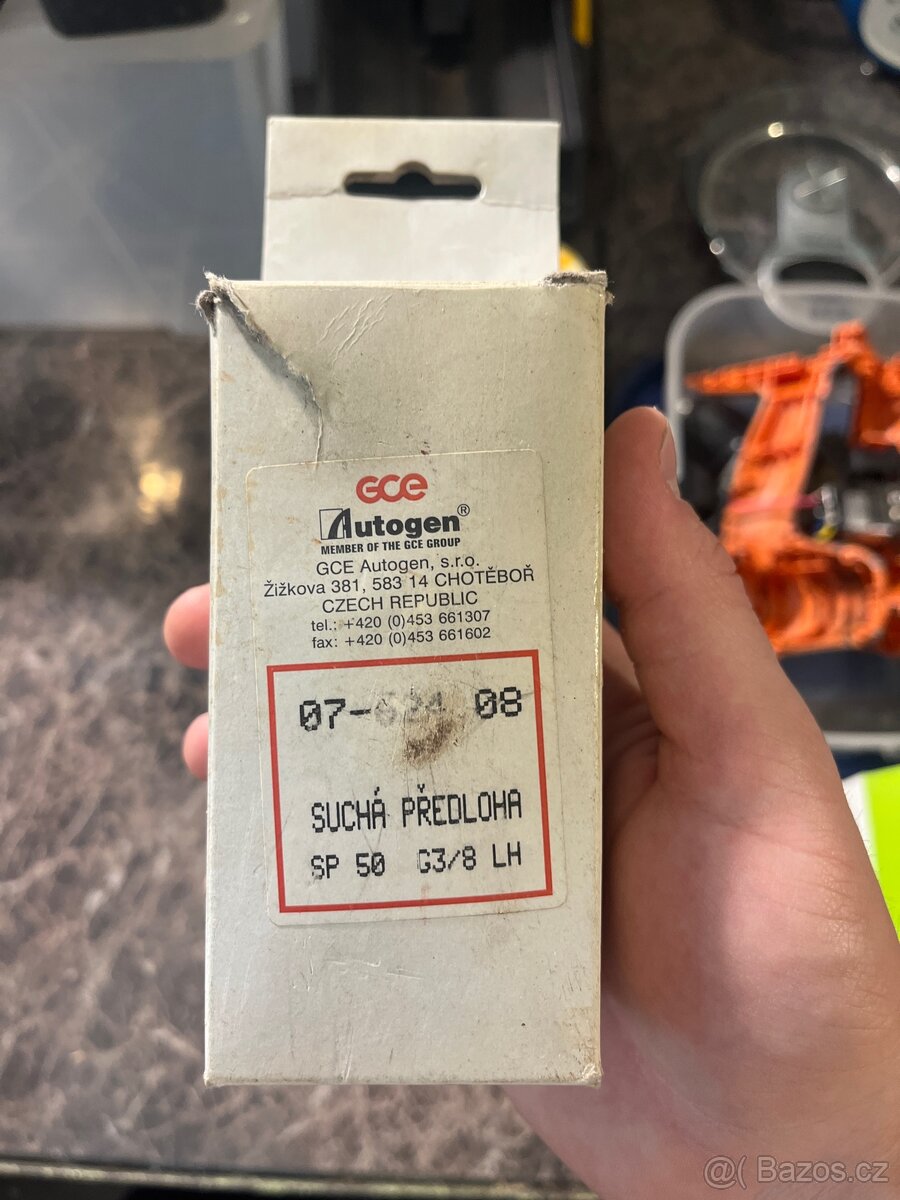 GCE
Autogen®
MEMBER OF THE GCE GROUP
GCE Autogen, s.r.o.
Žižkova 381, 583 14 CHOTĚBOŘ
CZECH REPUBLIC
tel.: +420 (0)453 661307
fax: +420 (0)453 661602
07- 08
SUCHÁ PŘEDLOHA
SP 50 G3/8 LH
@( Bazos.cz